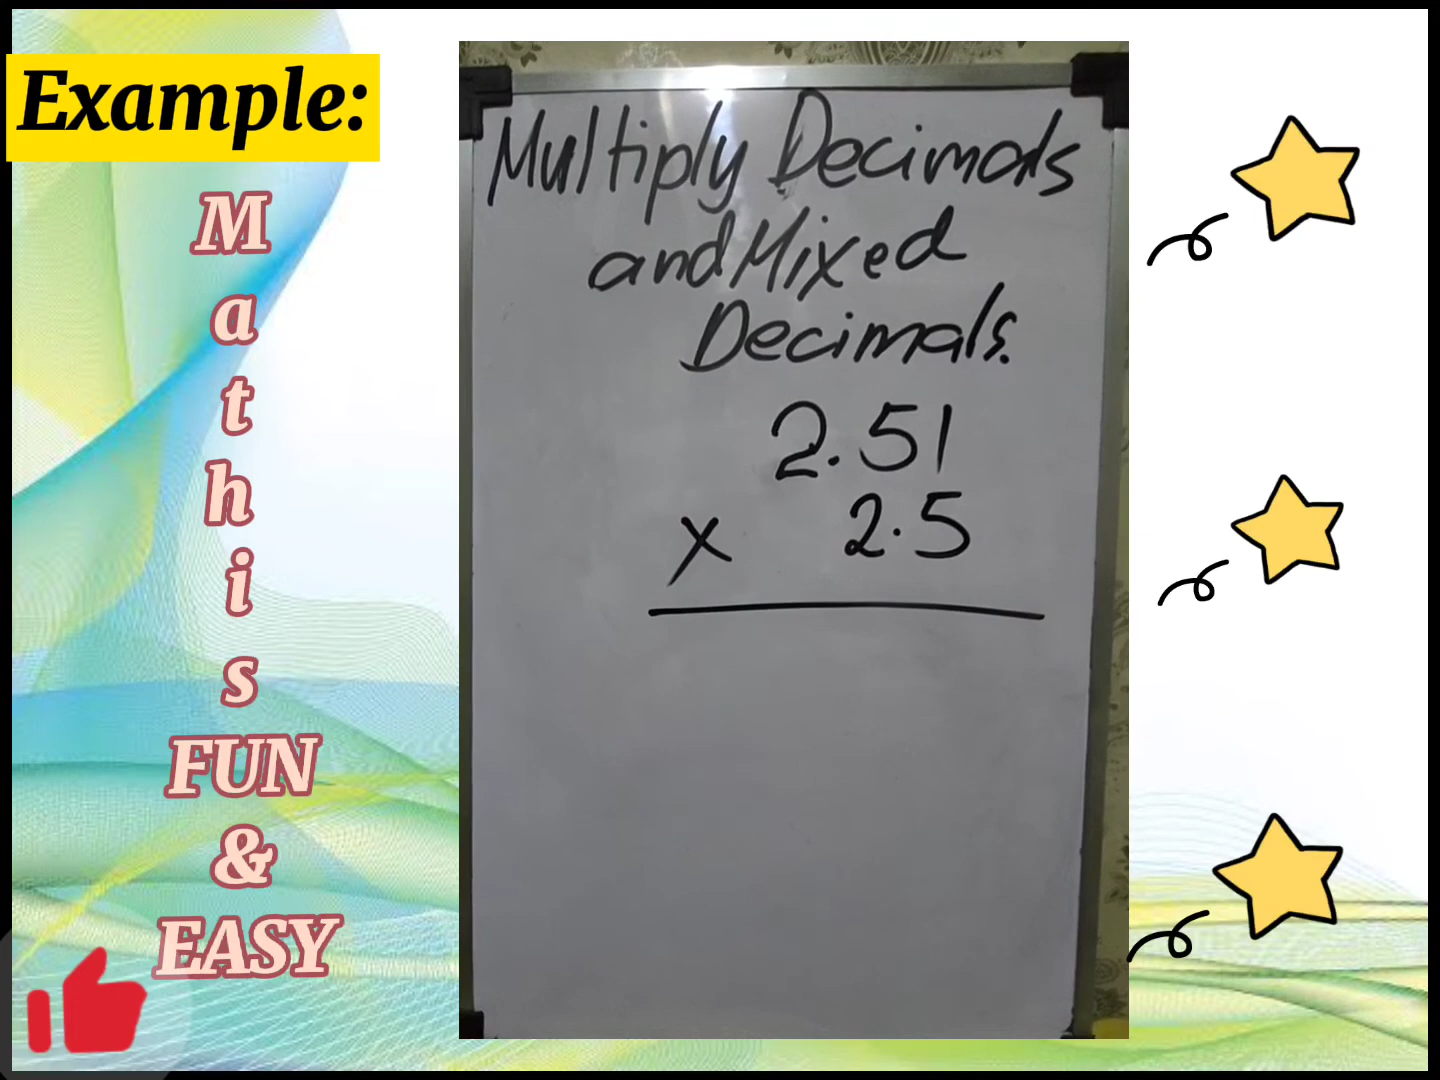 Example:
M
a
t
h
i
s
FUN
&
EASY
Multiply Decimals
and Mixed
Decimals.
2.51
x 2.5